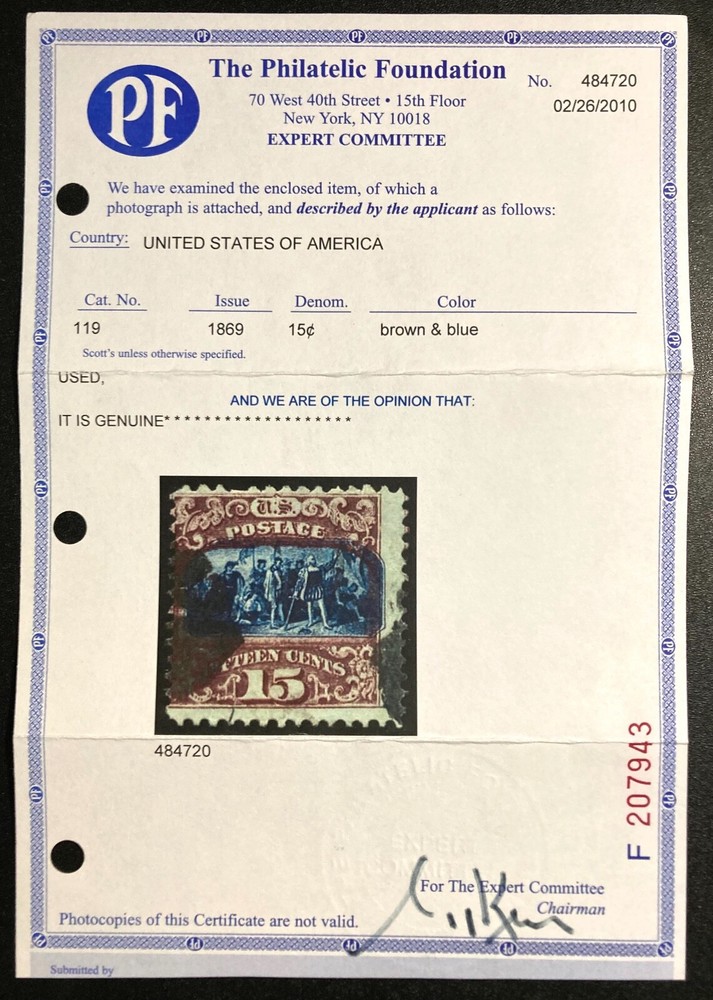 PF
The Philatelic Foundation
No. 484720
70 West 40th Street • 15th Floor
02/26/2010
New York, NY 10018
EXPERT COMMITTEE
We have examined the enclosed item, of which a
photograph is attached, and described by the applicant as follows:
Country: UNITED STATES OF AMERICA
Cat. No. Issue Denom. Color
119 1869 15¢ brown & blue
Scott's unless otherwise specified.
USED,
AND WE ARE OF THE OPINION THAT:
IT IS GENUINE* * * * * * * * * * * * * * * * * * *
U.S.
POSTAGE
TEEN CENTS
15
484720
F 207943
For The Expert Committee
Chairman
Photocopies of this Certificate are not valid.
Submitted by